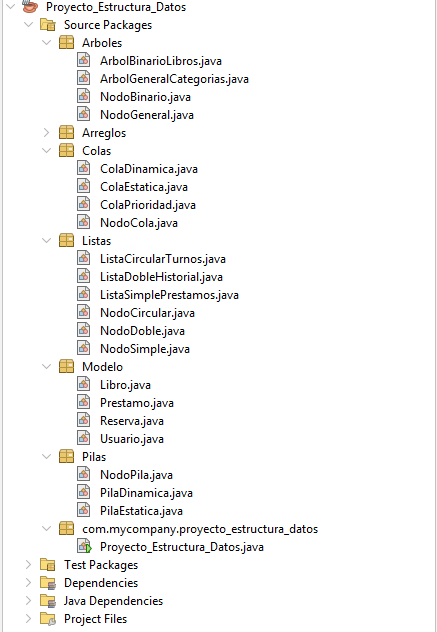 Proyecto_Estructura_Datos
Source Packages
Arboles
ArbolBinarioLibros.java
ArbolGeneralCategorias.java
NodoBinario.java
NodoGeneral.java
Arreglos
Colas
ColaDinamica.java
ColaEstatica.java
ColaPrioridad.java
NodoCola.java
Listas
ListaCircularTurnos.java
ListaDobleHistorial.java
ListaSimplePrestamos.java
NodoCircular.java
NodoDoble.java
NodoSimple.java
Modelo
Libro.java
Prestamo.java
Reserva.java
Usuario.java
Pilas
NodoPila.java
PilaDinamica.java
PilaEstatica.java
com.mycompany.proyecto_estructura_datos
Proyecto_Estructura_Datos.java
Test Packages
Dependencies
Java Dependencies
Project Files